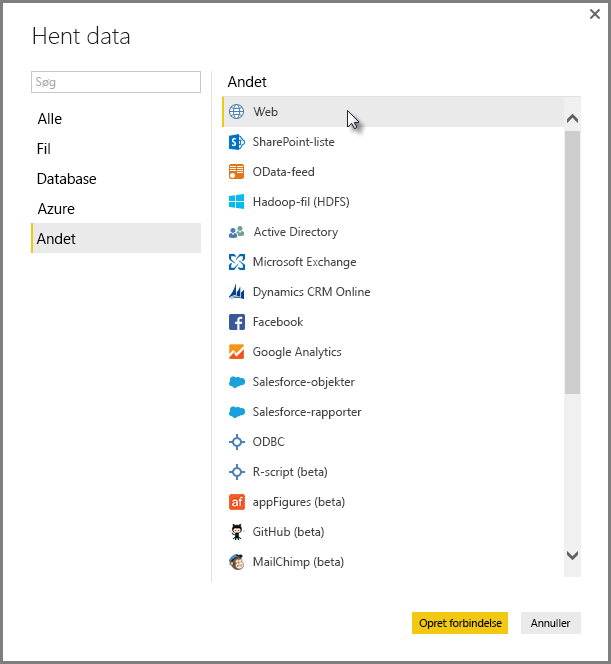 Hent data
Søg
Alle
Fil
Database
Azure
Andet
Andet
Web
SharePoint-liste
OData-feed
Hadoop-fil (HDFS)
Active Directory
Microsoft Exchange
Dynamics CRM Online
Facebook
Google Analytics
Salesforce-objekter
Salesforce-rapporter
ODBC
R-script (beta)
appFigures (beta)
GitHub (beta)
MailChimp (beta)
Opret forbindelse
Annuller